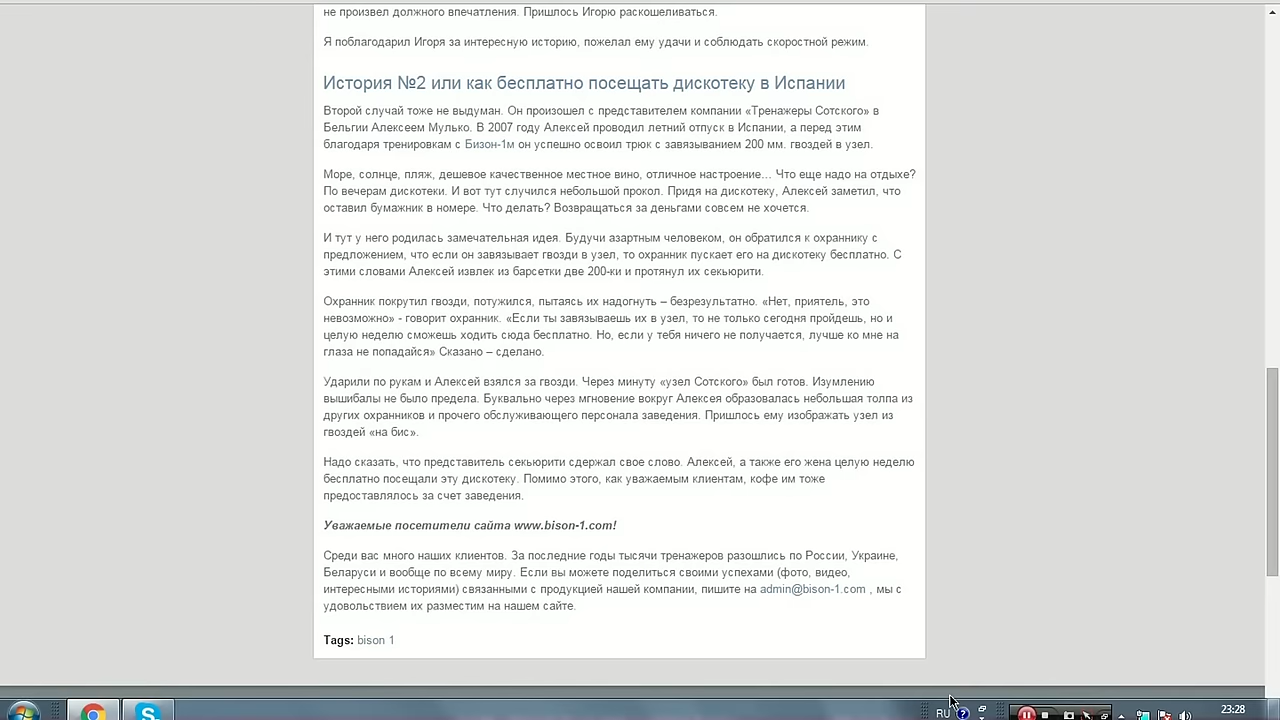 не произвел должного впечатления. Пришлось Игорю раскошеливаться.
Я поблагодарил Игоря за интересную историю, пожелал ему удачи и соблюдать скоростной режим.
История №2 или как бесплатно посещать дискотеку в Испании
Второй случай тоже не выдуман. Он произошел с представителем компании «Тренажеры Сотского» в
Бельгии Алексеем Мулько. В 2007 году Алексей проводил летний отпуск в Испании, а перед этим
благодаря тренировкам с Бизон-1м он успешно освоил трюк с завязыванием 200 мм. гвоздей в узел.
Море, солнце, пляж, дешевое качественное местное вино, отличное настроение… Что еще надо на отдыхе?
По вечерам дискотеки. И вот тут случился небольшой прокол. Придя на дискотеку, Алексей заметил, что
оставил бумажник в номере. Что делать? Возвращаться за деньгами совсем не хочется.
И тут у него родилась замечательная идея. Будучи азартным человеком, он обратился к охраннику с
предложением, что если он завязывает гвозди в узел, то охранник пускает его на дискотеку бесплатно. С
этими словами Алексей извлек из барсетки две 200-ки и протянул их секьюрити.
Охранник покрутил гвозди, потужился, пытаясь их надогнуть – безрезультатно. «Нет, приятель, это
невозможно» - говорит охранник. «Если ты завязываешь их в узел, то не только сегодня пройдешь, но и
целую неделю сможешь ходить сюда бесплатно. Но, если у тебя ничего не получается, лучше ко мне на
глаза не попадайся» Сказано – сделано.
Ударили по рукам и Алексей взялся за гвозди. Через минуту «узел Сотского» был готов. Изумлению
вышибалы не было предела. Буквально через мгновение вокруг Алексея образовалась небольшая толпа из
других охранников и прочего обслуживающего персонала заведения. Пришлось ему изображать узел из
гвоздей «на бис».
Надо сказать, что представитель секьюрити сдержал свое слово. Алексей, а также его жена целую неделю
бесплатно посещали эту дискотеку. Помимо этого, как уважаемым клиентам, кофе им тоже
предоставлялось за счет заведения.
Уважаемые посетители сайта www.bison-1.com!
Среди вас много наших клиентов. За последние годы тысячи тренажеров разошлись по России, Украине,
Беларуси и вообще по всему миру. Если вы можете поделиться своими успехами (фото, видео,
интересными историями) связанными с продукцией нашей компании, пишите на admin@bison-1.com , мы с
удовольствием их разместим на нашем сайте.
Tags: bison 1
RU 23:28